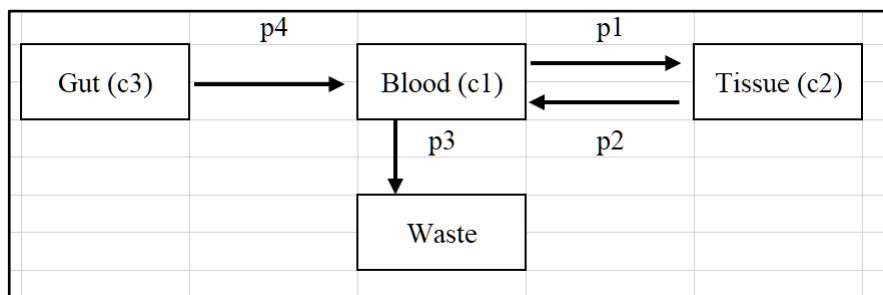 p4
p1
Gut (c3)
Blood (c1)
Tissue (c2)
p3
p2
Waste